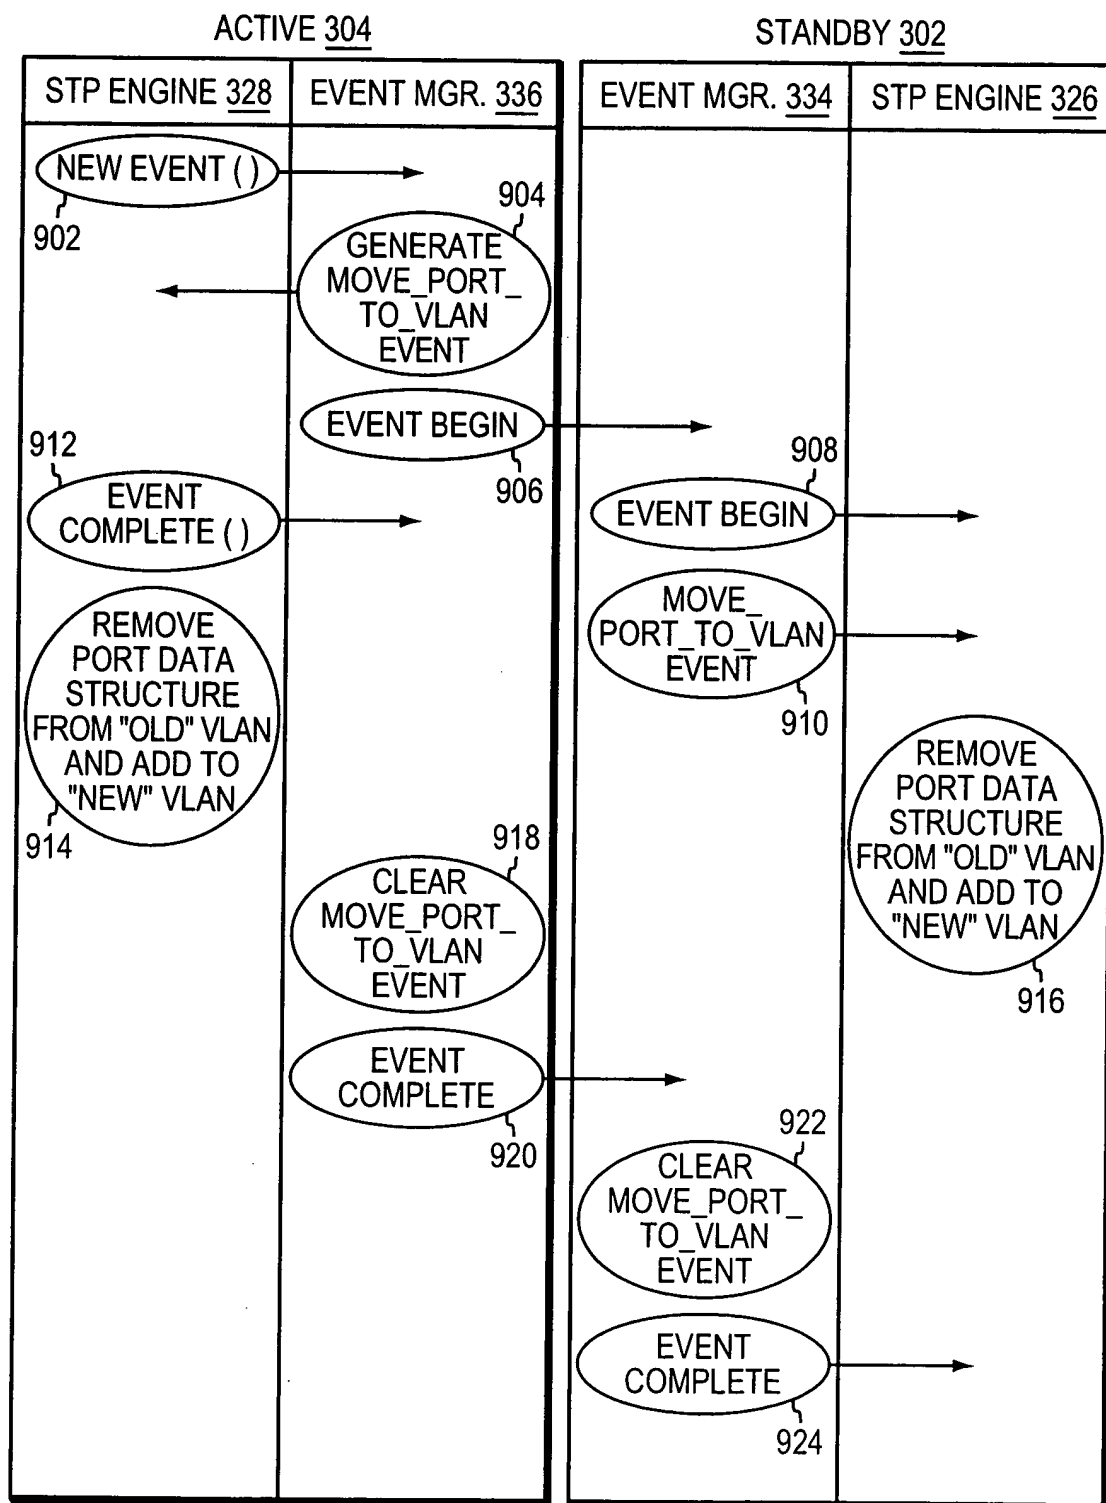 ACTIVE 304
STANDBY 302
STP ENGINE 328
EVENT MGR. 336
EVENT MGR. 334
STP ENGINE 326
NEW EVENT ( )
902
904
GENERATE
MOVE_PORT_
TO_VLAN
EVENT
EVENT BEGIN
906
912
EVENT
COMPLETE ( )
908
EVENT BEGIN
MOVE_
PORT_TO_VLAN
EVENT
910
REMOVE
PORT DATA
STRUCTURE
FROM "OLD" VLAN
AND ADD TO
"NEW" VLAN
914
REMOVE
PORT DATA
STRUCTURE
FROM "OLD" VLAN
AND ADD TO
"NEW" VLAN
916
918
CLEAR
MOVE_PORT_
TO_VLAN
EVENT
EVENT
COMPLETE
920
922
CLEAR
MOVE_PORT_
TO_VLAN
EVENT
EVENT
COMPLETE
924